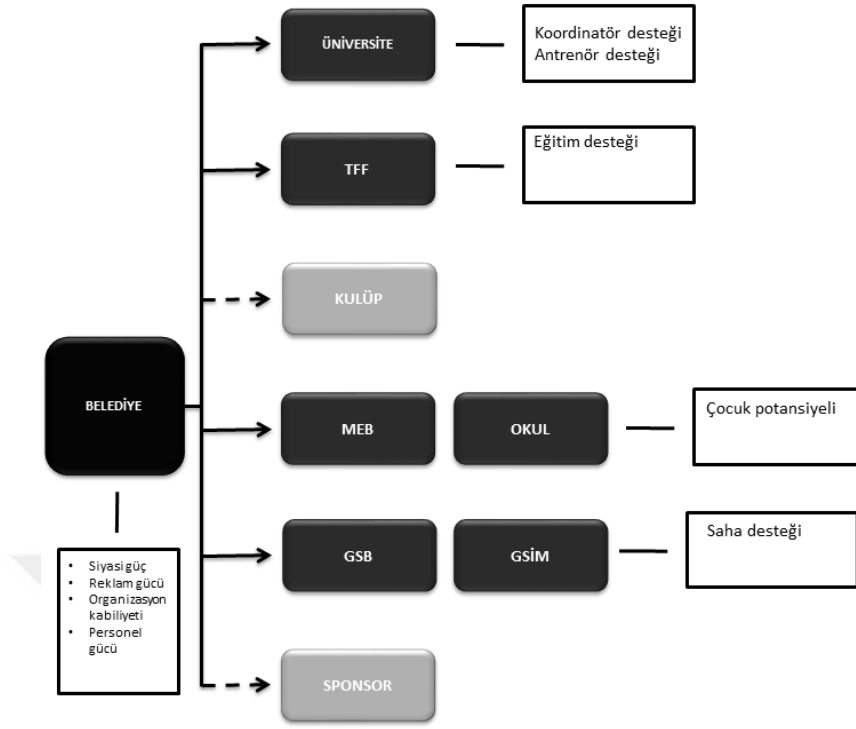 ÜNİVERSİTE
Koordinatör desteği
Antrenör desteği
TFF
Eğitim desteği
KULÜP
BELEDİYE
MEB
OKUL
Çocuk potansiyeli
GSB
GSİM
Saha desteği
• Siyasi güç
• Reklam gücü
• Organizasyon
kabiliyeti
• Personel
gücü
SPONSOR